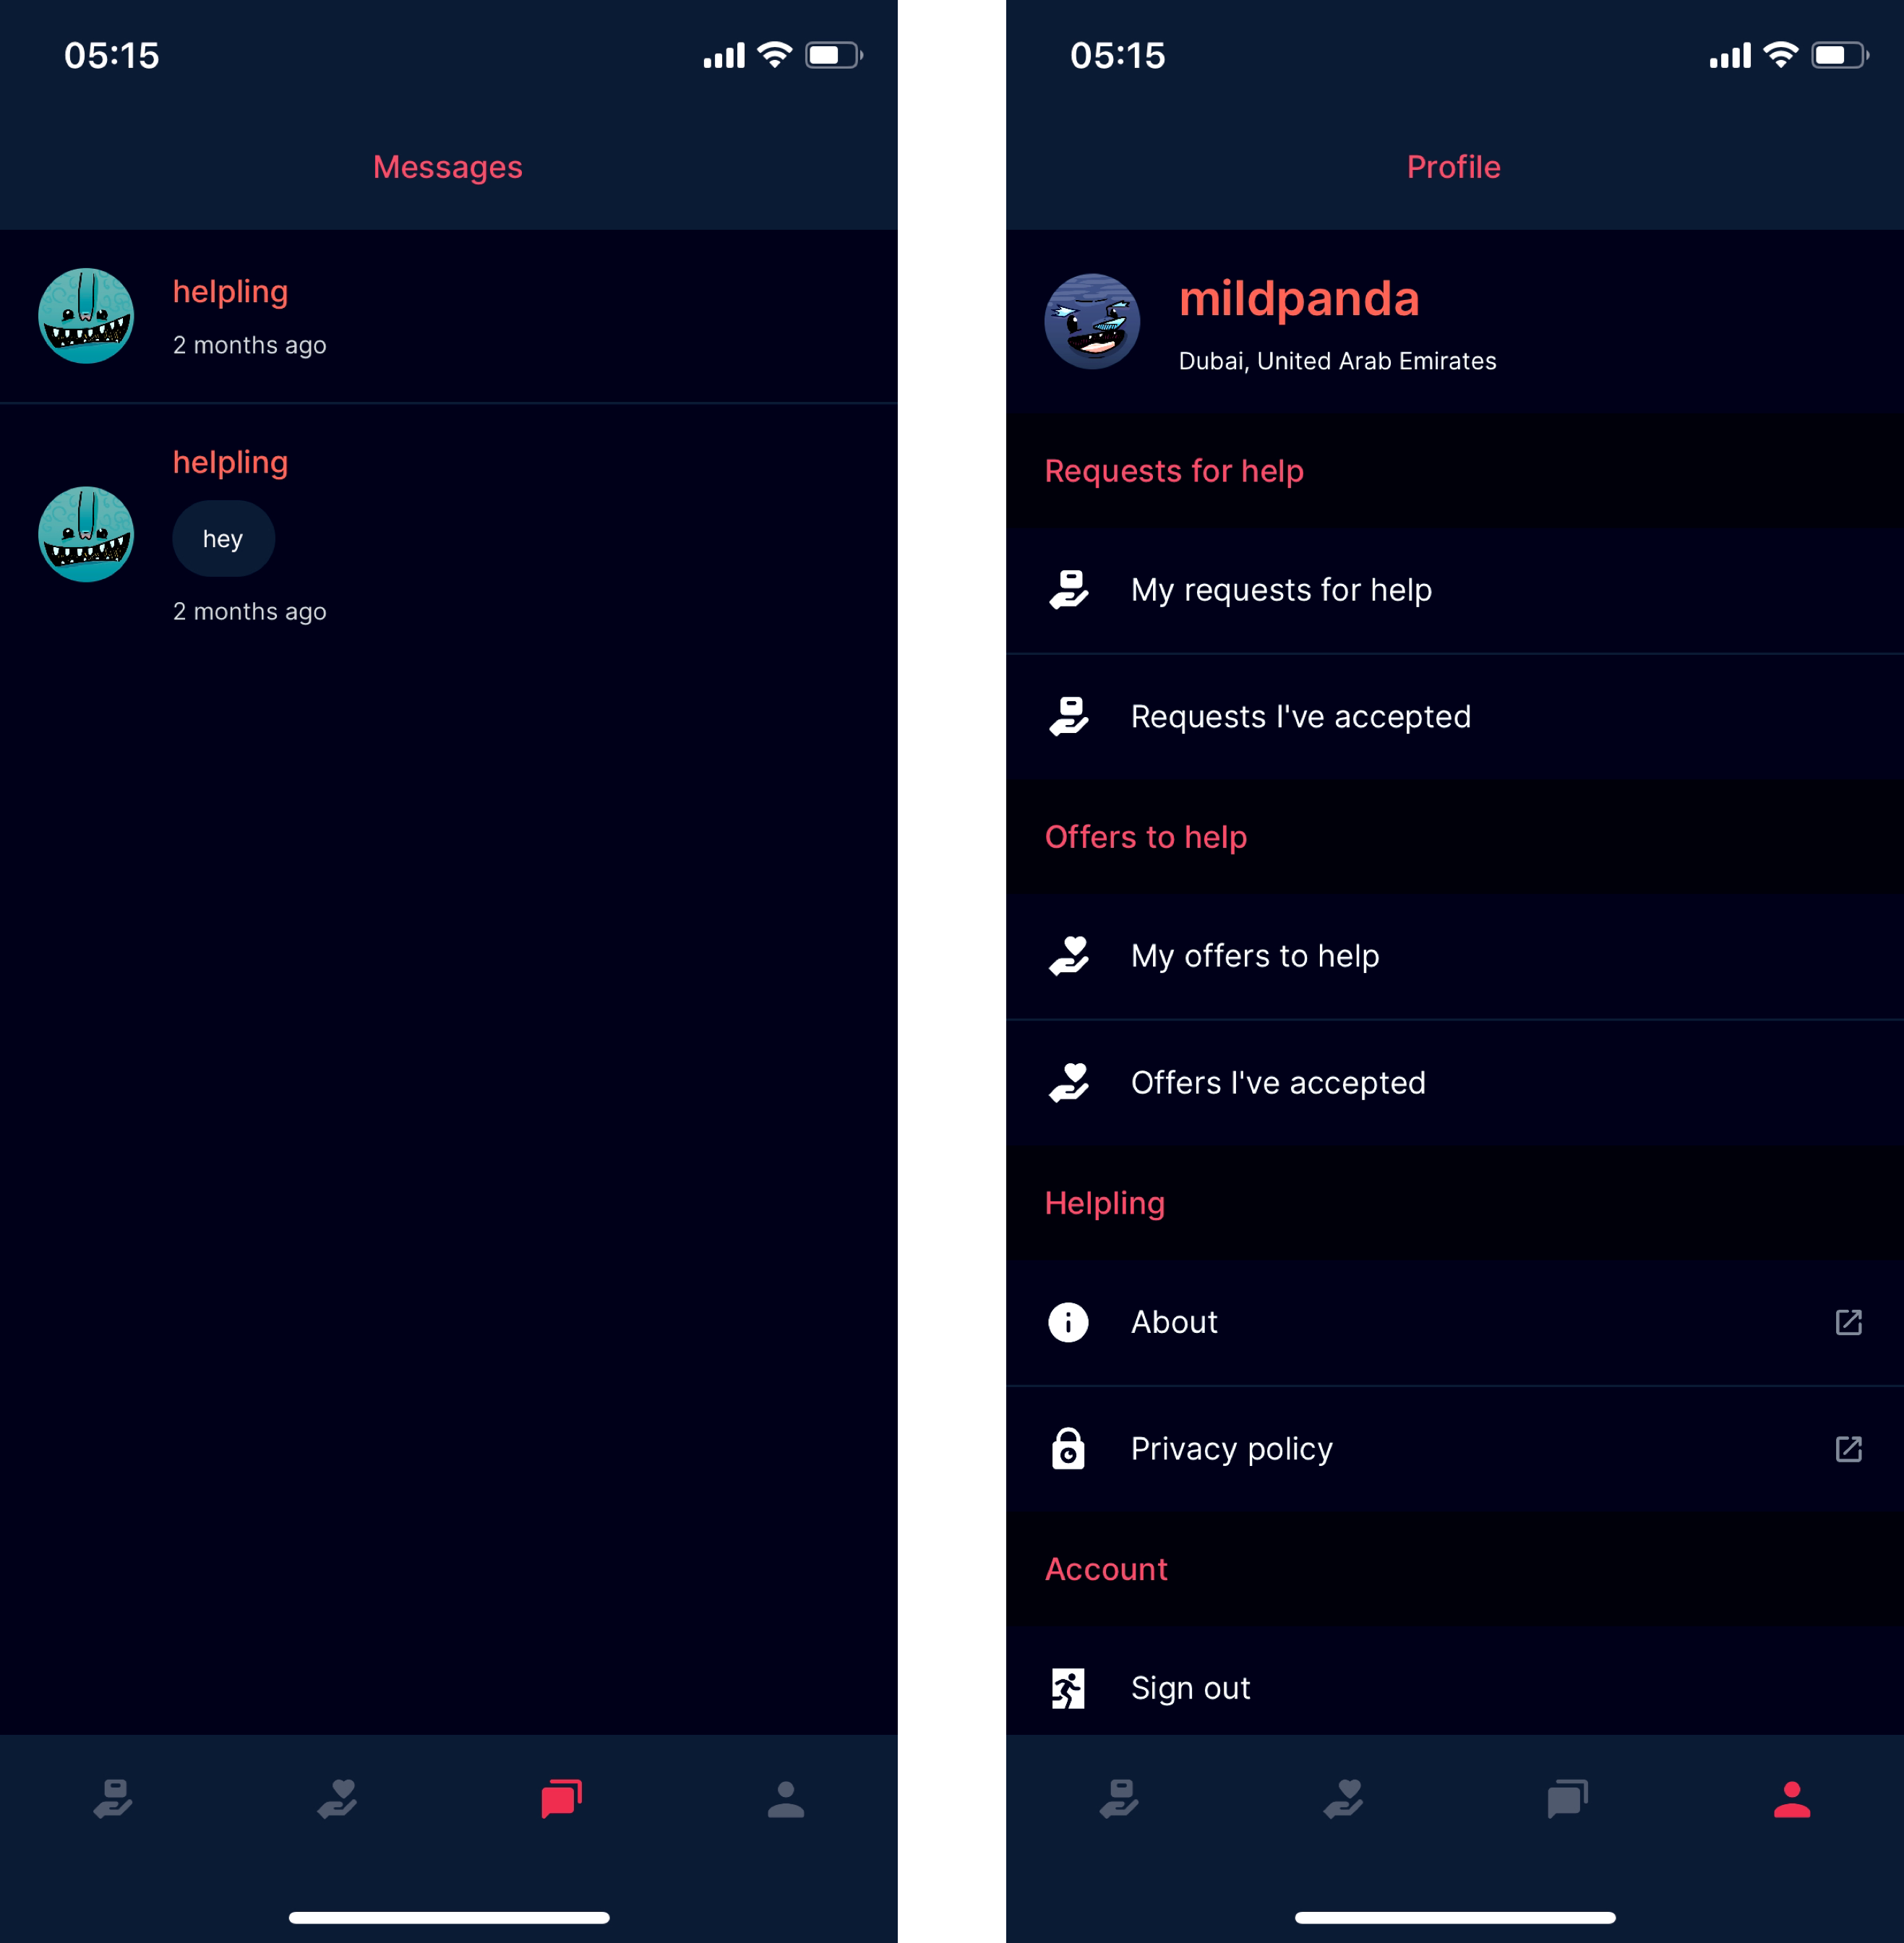 05:15
Messages
helpling
2 months ago
helpling
hey
2 months ago
05:15
Profile
mildpanda
Dubai, United Arab Emirates
Requests for help
My requests for help
Requests I've accepted
Offers to help
My offers to help
Offers I've accepted
Helpling
About
Privacy policy
Account
Sign out